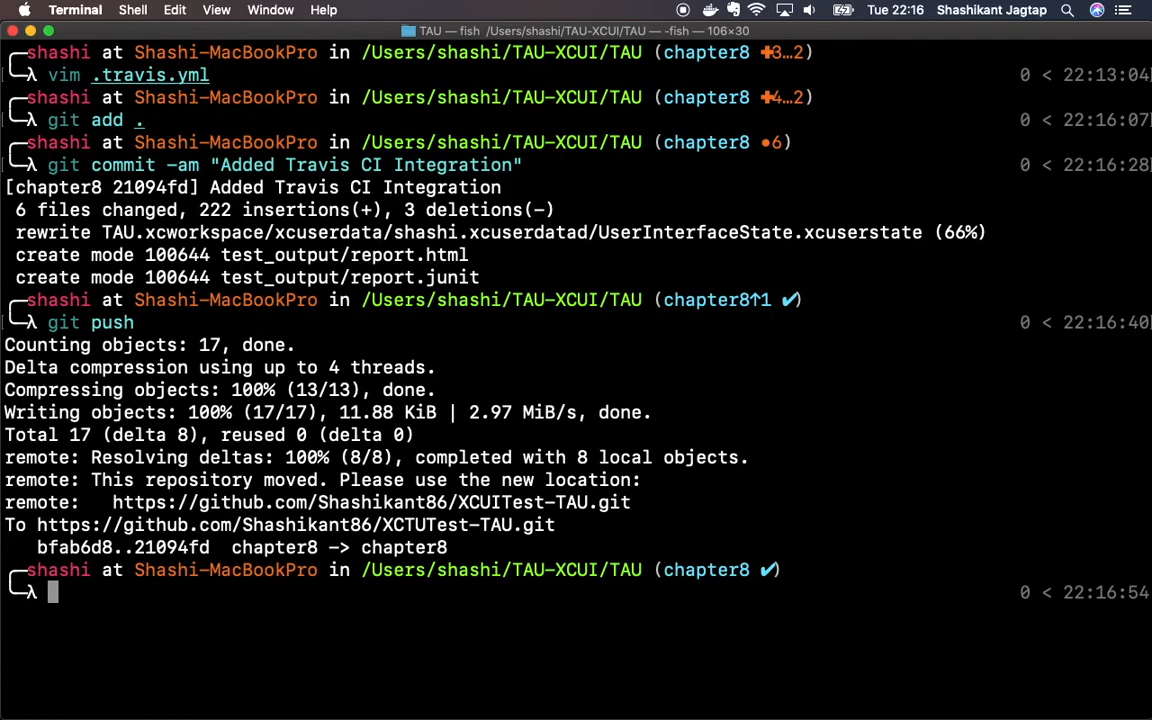 Terminal Shell Edit View Window Help Tue 22:16 Shashikant Jagtap
TAU — fish /Users/shashi/TAU-XCUI/TAU — -fish — 106×30
shashi at Shashi-MacBookPro in /Users/shashi/TAU-XCUI/TAU (chapter8 ✚3…2)
λ vim .travis.yml 0 < 22:13:04
shashi at Shashi-MacBookPro in /Users/shashi/TAU-XCUI/TAU (chapter8 ✚4…2)
λ git add . 0 < 22:16:07
shashi at Shashi-MacBookPro in /Users/shashi/TAU-XCUI/TAU (chapter8 ●6)
λ git commit -am "Added Travis CI Integration" 0 < 22:16:28
[chapter8 21094fd] Added Travis CI Integration
6 files changed, 222 insertions(+), 3 deletions(-)
rewrite TAU.xcworkspace/xcuserdata/shashi.xcuserdatad/UserInterfaceState.xcuserstate (66%)
create mode 100644 test_output/report.html
create mode 100644 test_output/report.junit
shashi at Shashi-MacBookPro in /Users/shashi/TAU-XCUI/TAU (chapter8↑1 ✔)
λ git push 0 < 22:16:40
Counting objects: 17, done.
Delta compression using up to 4 threads.
Compressing objects: 100% (13/13), done.
Writing objects: 100% (17/17), 11.88 KiB | 2.97 MiB/s, done.
Total 17 (delta 8), reused 0 (delta 0)
remote: Resolving deltas: 100% (8/8), completed with 8 local objects.
remote: This repository moved. Please use the new location:
remote: https://github.com/Shashikant86/XCUITest-TAU.git
To https://github.com/Shashikant86/XCTUTest-TAU.git
bfab6d8..21094fd chapter8 -> chapter8
shashi at Shashi-MacBookPro in /Users/shashi/TAU-XCUI/TAU (chapter8 ✔)
λ 0 < 22:16:54